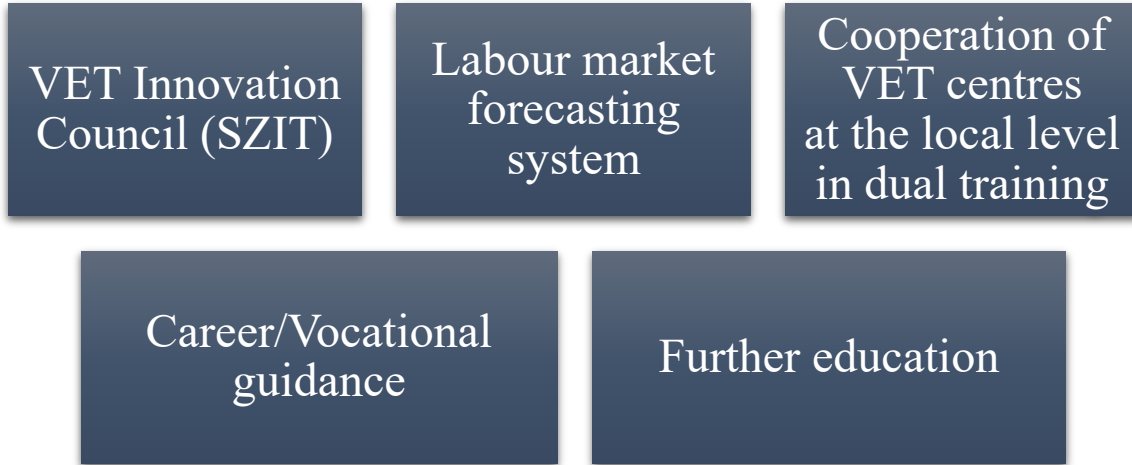 VET Innovation
Council (SZIT)
Labour market
forecasting
system
Cooperation of
VET centres
at the local level
in dual training
Career/Vocational
guidance
Further education